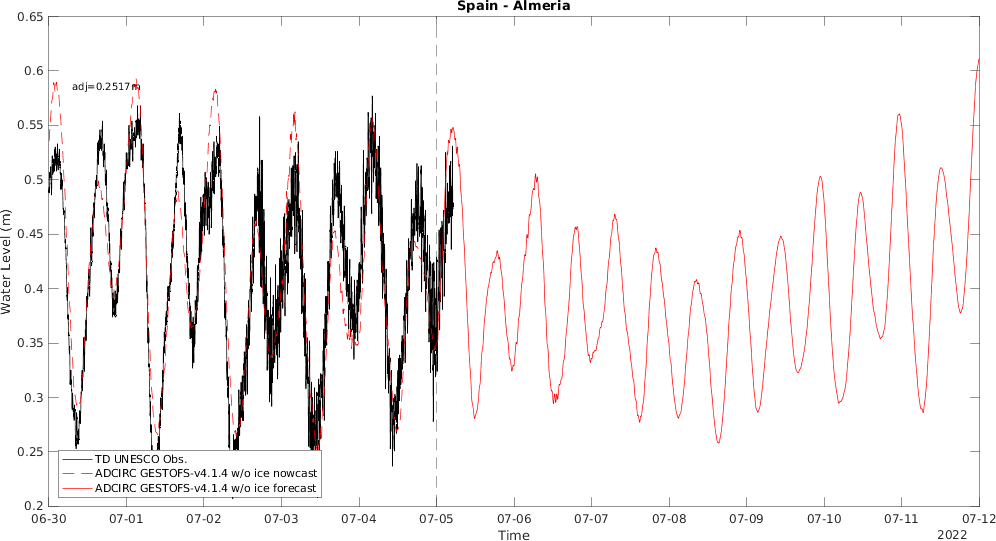 Spain - Almeria
0.65
0.6
0.55
0.5
0.45
0.4
0.35
0.3
0.25
0.2
Water Level (m)
adj=0.2517m
TD UNESCO Obs.
ADCIRC GESTOFS-v4.1.4 w/o ice nowcast
ADCIRC GESTOFS-v4.1.4 w/o ice forecast
06-30 07-01 07-02 07-03 07-04 07-05 07-06 07-07 07-08 07-09 07-10 07-11 07-12
Time
2022